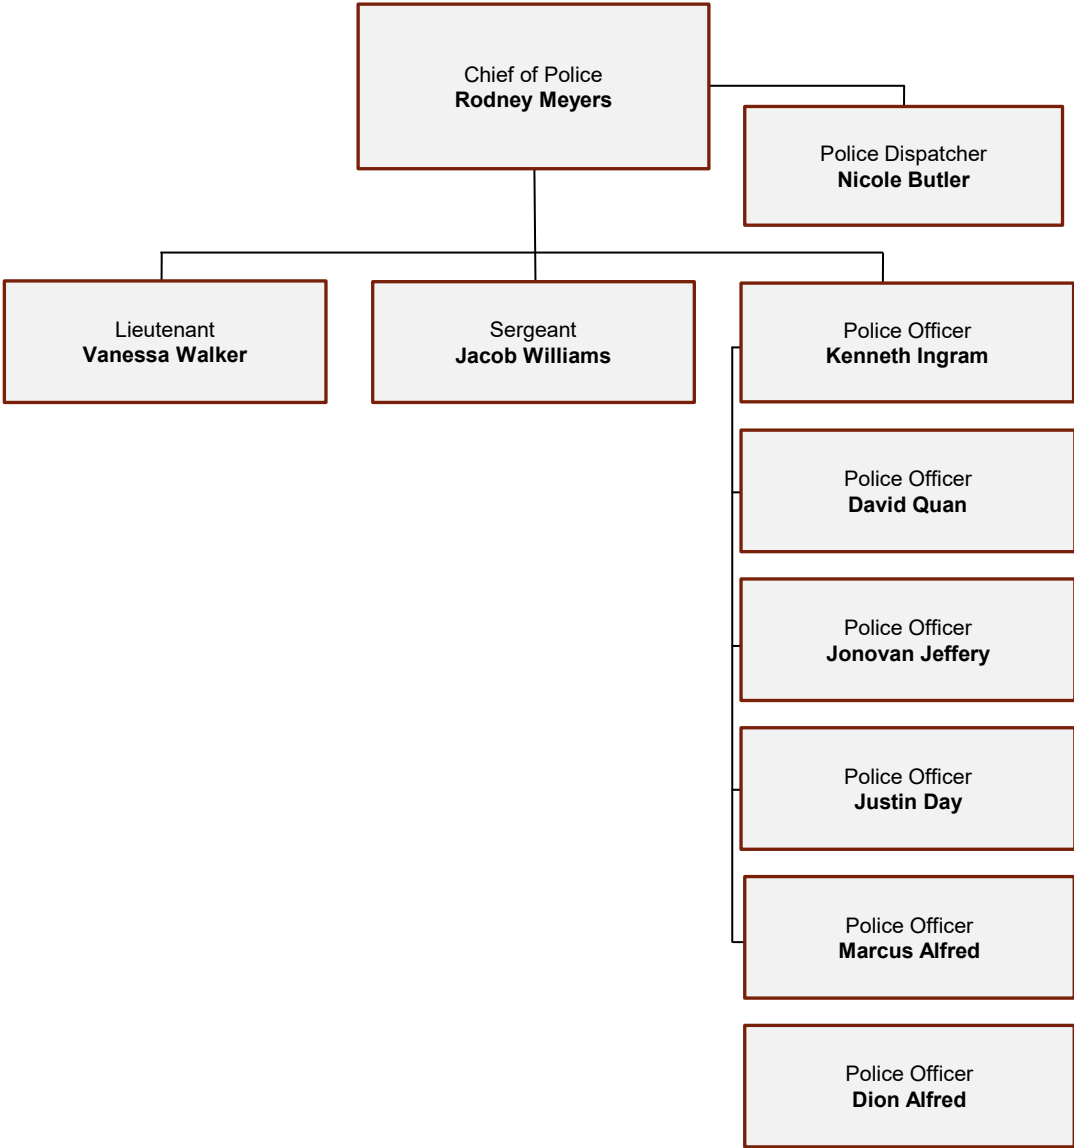 Chief of Police
Rodney Meyers
Police Dispatcher
Nicole Butler
Lieutenant
Vanessa Walker
Sergeant
Jacob Williams
Police Officer
Kenneth Ingram
Police Officer
David Quan
Police Officer
Jonovan Jeffery
Police Officer
Justin Day
Police Officer
Marcus Alfred
Police Officer
Dion Alfred